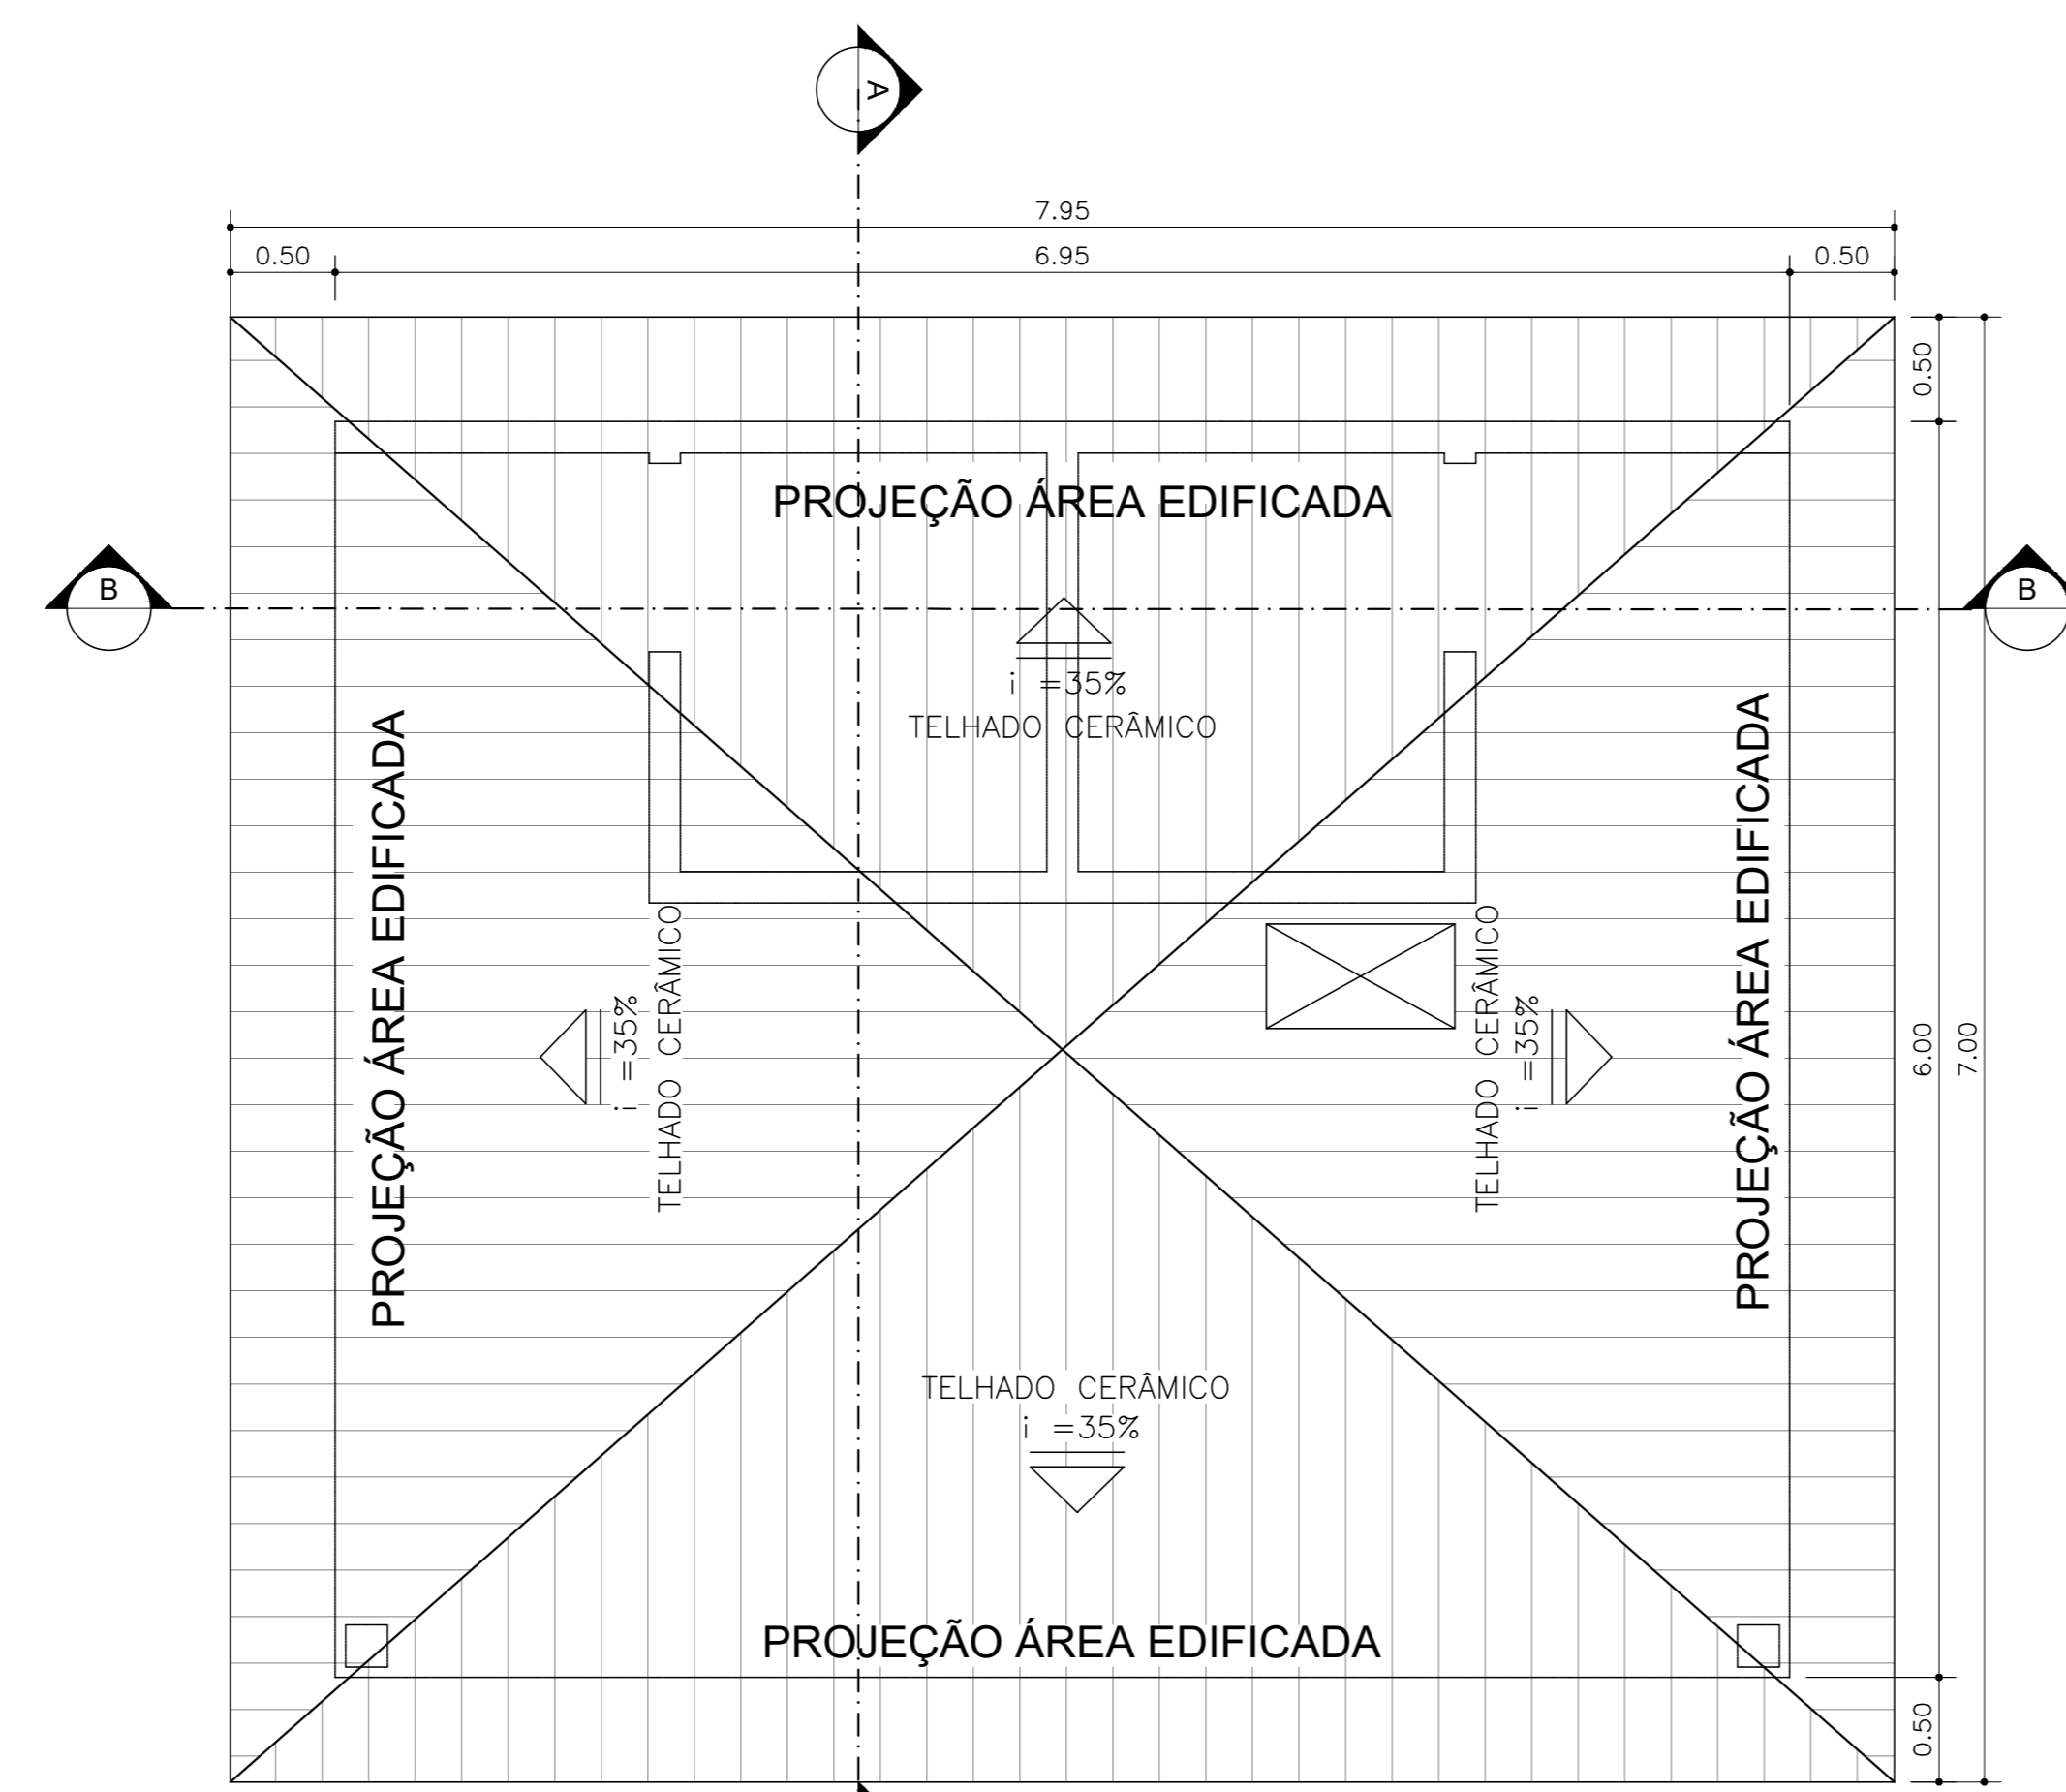 A
7.95
0.50
6.95
0.50
0.50
PROJEÇÃO ÁREA EDIFICADA
B
B
i =35%
TELHADO CERÂMICO
PROJEÇÃO ÁREA EDIFICADA
i =35%
TELHADO CERÂMICO
TELHADO CERÂMICO
i =35%
PROJEÇÃO ÁREA EDIFICADA
6.00
7.00
TELHADO CERÂMICO
i =35%
PROJEÇÃO ÁREA EDIFICADA
0.50